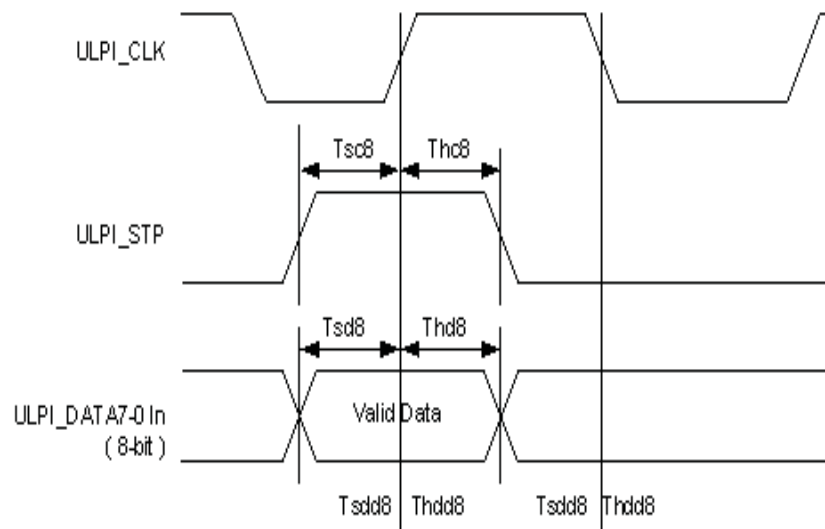 ULPI_CLK
Tsc8 Thc8
ULPI_STP
Tsd8 Thd8
ULPI_DATA7-0 In
( 8-bit )
Valid Data
Tsdd8 Thdd8 Tsdd8 Thdd8